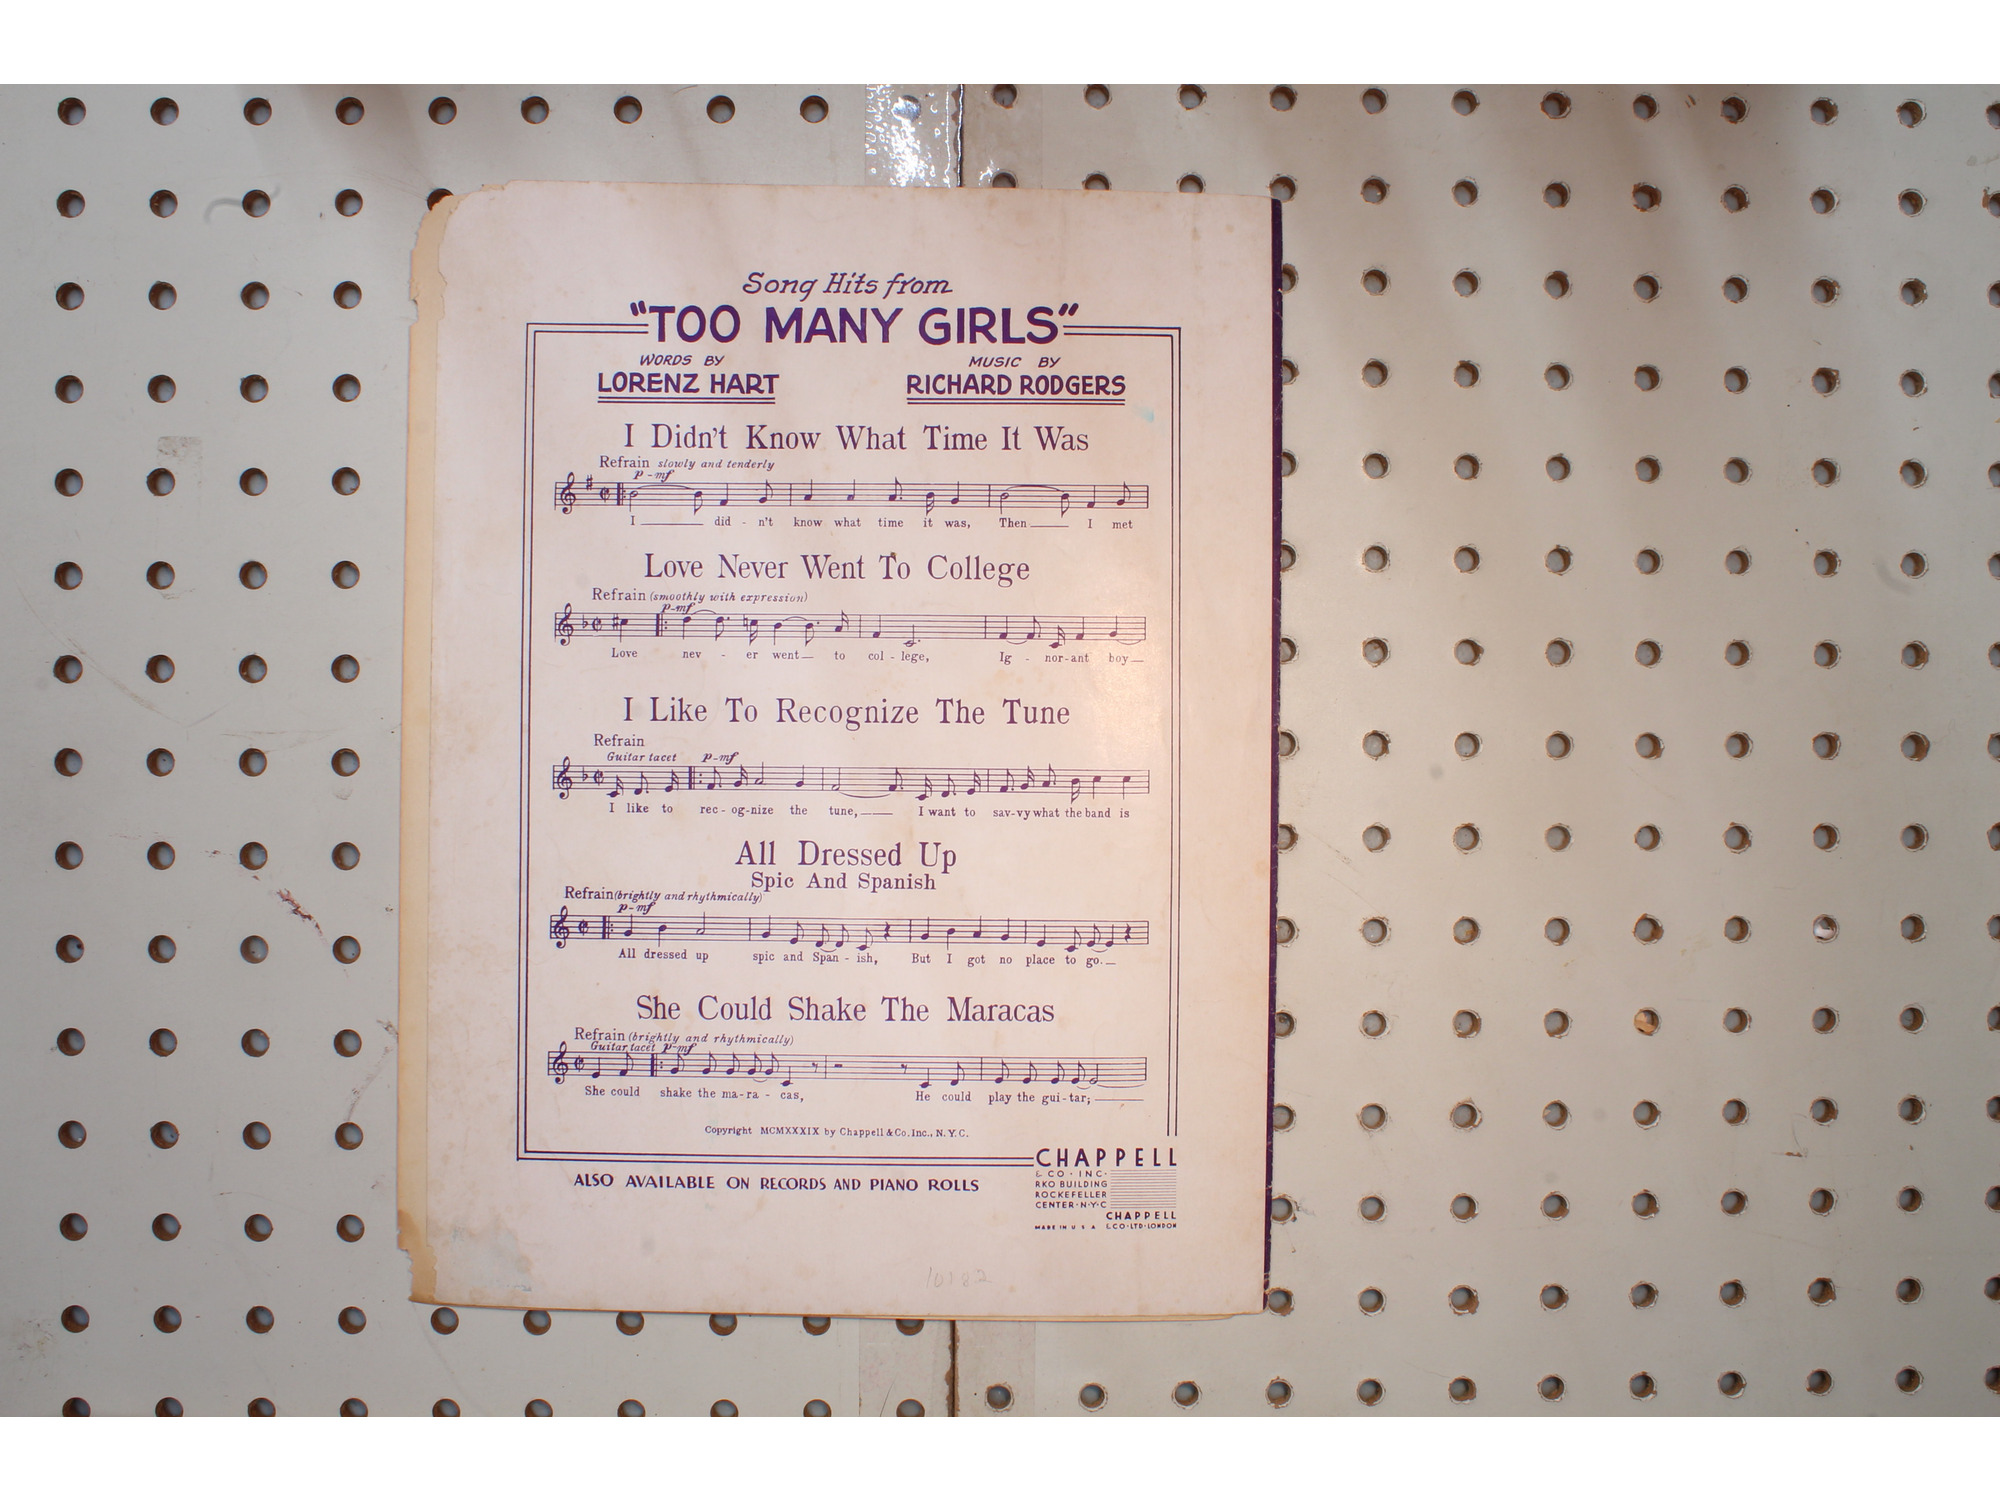 Song Hits from
"TOO MANY GIRLS"
WORDS BY MUSIC BY
LORENZ HART RICHARD RODGERS
I Didn't Know What Time It Was
Refrain slowly and tenderly
p-mf
I did - n't know what time it was, Then I met
Love Never Went To College
Refrain (smoothly with expression)
p-mf
Love nev - er went to col - lege, Ig - nor-ant boy
I Like To Recognize The Tune
Refrain
Guitar tacet p-mf
I like to rec - og-nize the tune, I want to sav-vy what the band is
All Dressed Up
Spic And Spanish
Refrain (brightly and rhythmically)
p-mf
All dressed up spic and Span - ish, But I got no place to go.
She Could Shake The Maracas
Refrain (brightly and rhythmically)
Guitar tacet p-mf
She could shake the ma-ra - cas, He could play the gui-tar;
Copyright MCMXXXIX by Chappell & Co. Inc., N.Y.C.
CHAPPELL
& CO · INC ·
RKO BUILDING
ROCKEFELLER
CENTER · N·Y·C
CHAPPELL
MADE IN U S A & CO · LTD · LONDON
ALSO AVAILABLE ON RECORDS AND PIANO ROLLS
10782